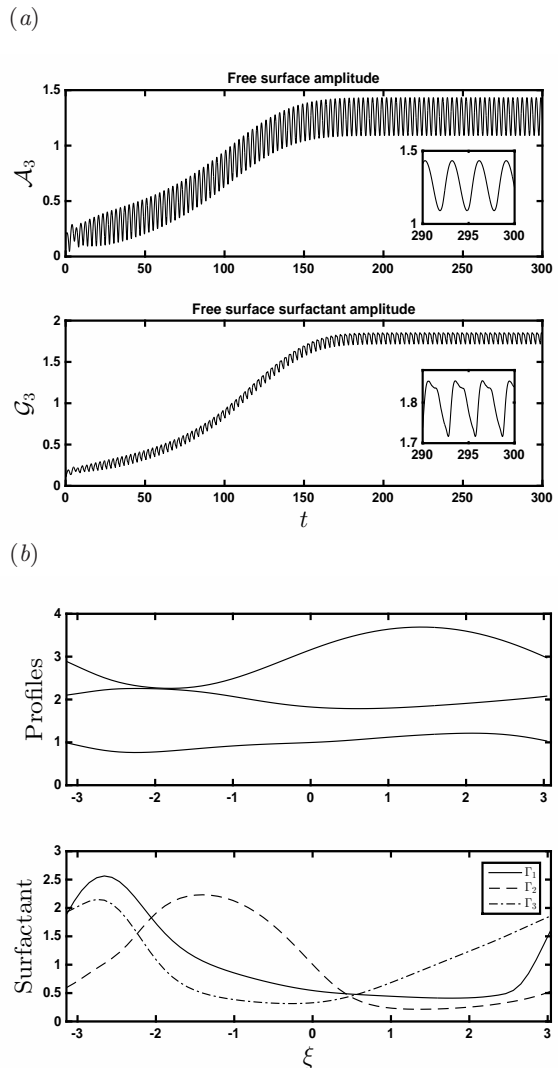 (a)
Free surface amplitude
1.5
1
0.5
0
𝒜₃
0 50 100 150 200 250 300
1.5
1
290 295 300
Free surface surfactant amplitude
2
1.5
1
0.5
0
𝒢₃
0 50 100 150 200 250 300
1.8
1.7
290 295 300
t
(b)
4
3
2
1
0
Profiles
-3 -2 -1 0 1 2 3
3
2.5
2
1.5
1
0.5
0
Surfactant
Γ₁
Γ₂
Γ₃
-3 -2 -1 0 1 2 3
ξ